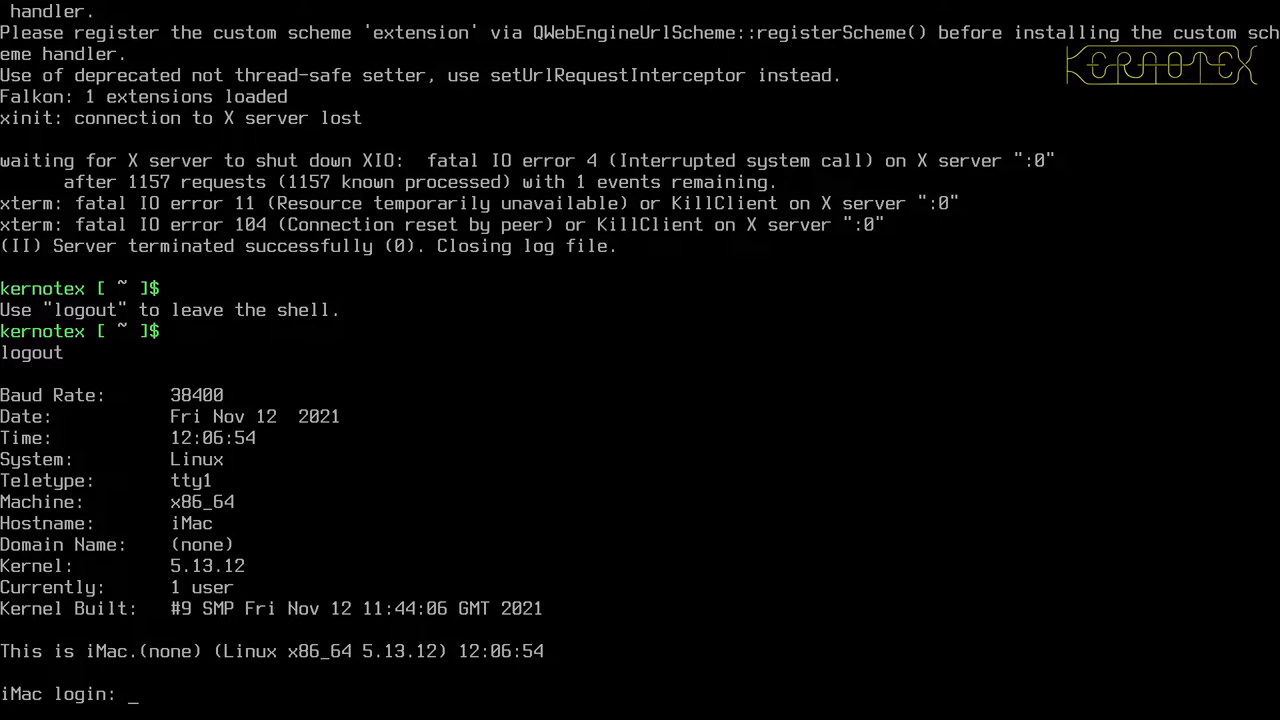 handler.
Please register the custom scheme 'extension' via QWebEngineUrlScheme::registerScheme() before installing the custom sch
eme handler.
KERNOTEX
Use of deprecated not thread-safe setter, use setUrlRequestInterceptor instead.
Falkon: 1 extensions loaded
xinit: connection to X server lost

waiting for X server to shut down XIO:  fatal IO error 4 (Interrupted system call) on X server ":0"
      after 1157 requests (1157 known processed) with 1 events remaining.
xterm: fatal IO error 11 (Resource temporarily unavailable) or KillClient on X server ":0"
xterm: fatal IO error 104 (Connection reset by peer) or KillClient on X server ":0"
(II) Server terminated successfully (0). Closing log file.

kernotex [ ~ ]$
Use "logout" to leave the shell.
kernotex [ ~ ]$
logout

Baud Rate:      38400
Date:           Fri Nov 12  2021
Time:           12:06:54
System:         Linux
Teletype:       tty1
Machine:        x86_64
Hostname:       iMac
Domain Name:    (none)
Kernel:         5.13.12
Currently:      1 user
Kernel Built:   #9 SMP Fri Nov 12 11:44:06 GMT 2021

This is iMac.(none) (Linux x86_64 5.13.12) 12:06:54

iMac login: _